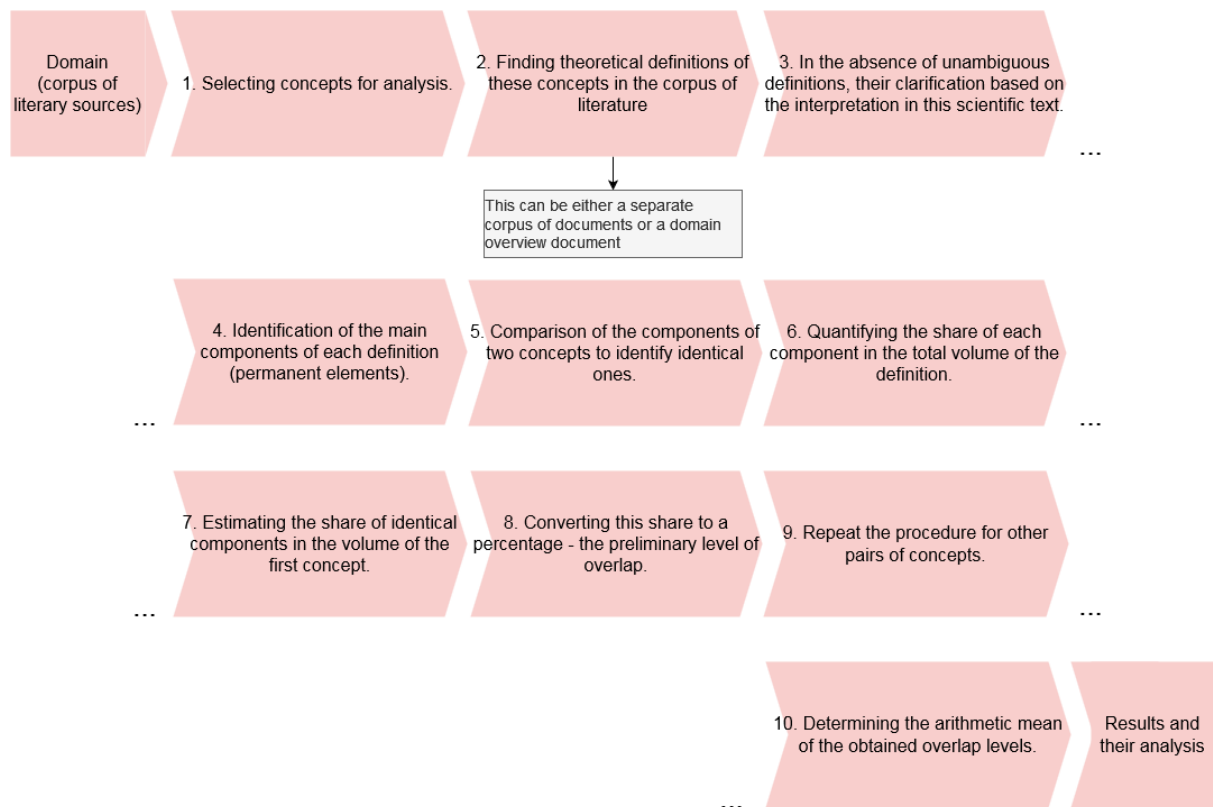 Domain
(corpus of
literary sources)
1. Selecting concepts for analysis.
2. Finding theoretical definitions of
these concepts in the corpus of
literature
3. In the absence of unambiguous
definitions, their clarification based on
the interpretation in this scientific text.
...
This can be either a separate
corpus of documents or a domain
overview document
...
4. Identification of the main
components of each definition
(permanent elements).
5. Comparison of the components of
two concepts to identify identical
ones.
6. Quantifying the share of each
component in the total volume of the
definition.
...
...
7. Estimating the share of identical
components in the volume of the
first concept.
8. Converting this share to a
percentage - the preliminary level of
overlap.
9. Repeat the procedure for other
pairs of concepts.
...
...
10. Determining the arithmetic mean
of the obtained overlap levels.
Results and
their analysis